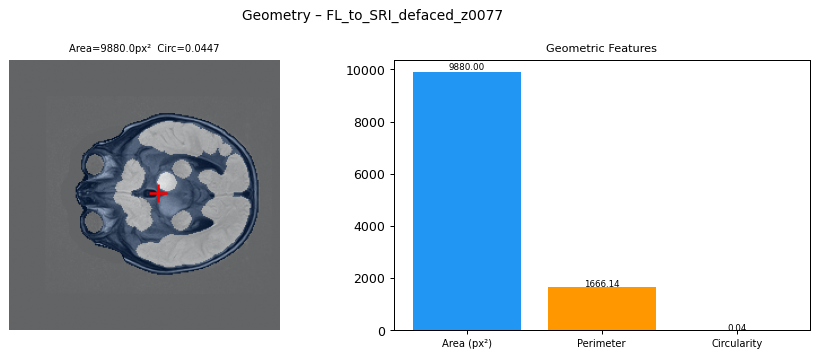 Geometry – FL_to_SRI_defaced_z0077
Area=9880.0px²  Circ=0.0447
Geometric Features
10000
8000
6000
4000
2000
0
9880.00
1666.14
0.04
Area (px²)
Perimeter
Circularity